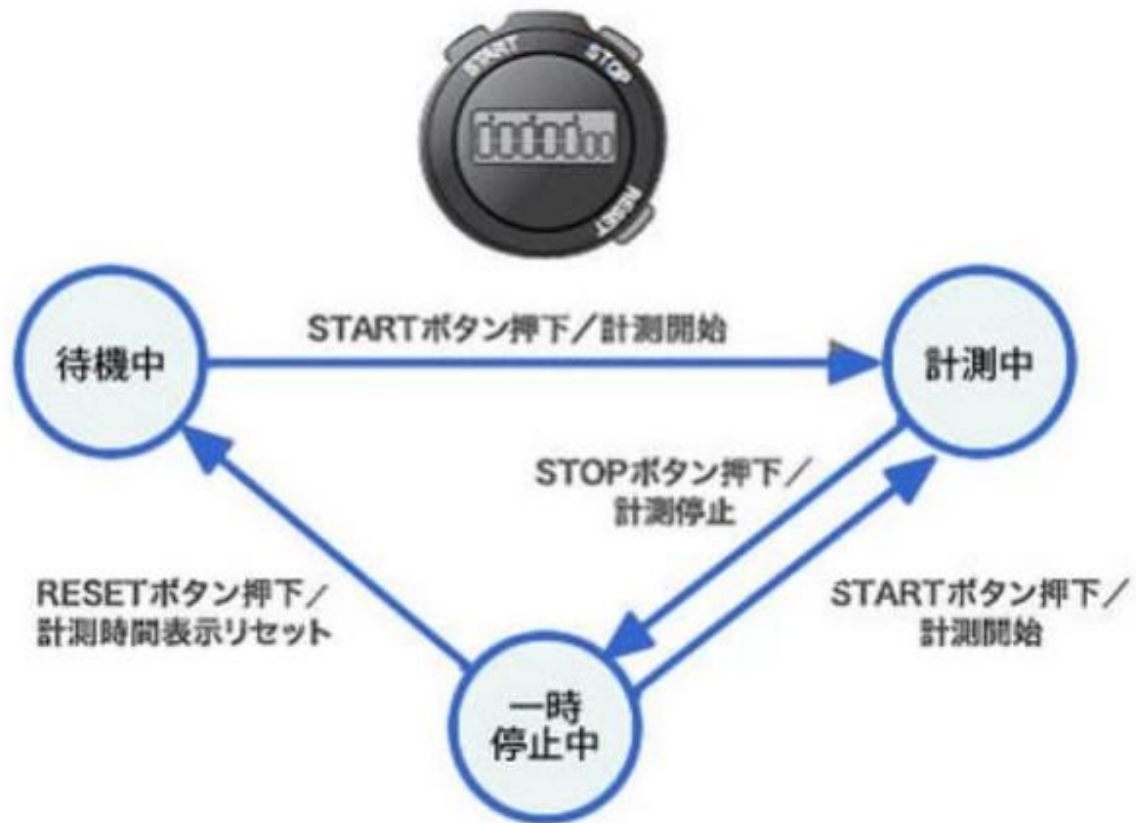 START
STOP
0000000
RESET
STARTボタン押下／計測開始
待機中
計測中
STOPボタン押下／
計測停止
RESETボタン押下／
計測時間表示リセット
STARTボタン押下／
計測開始
一時
停止中